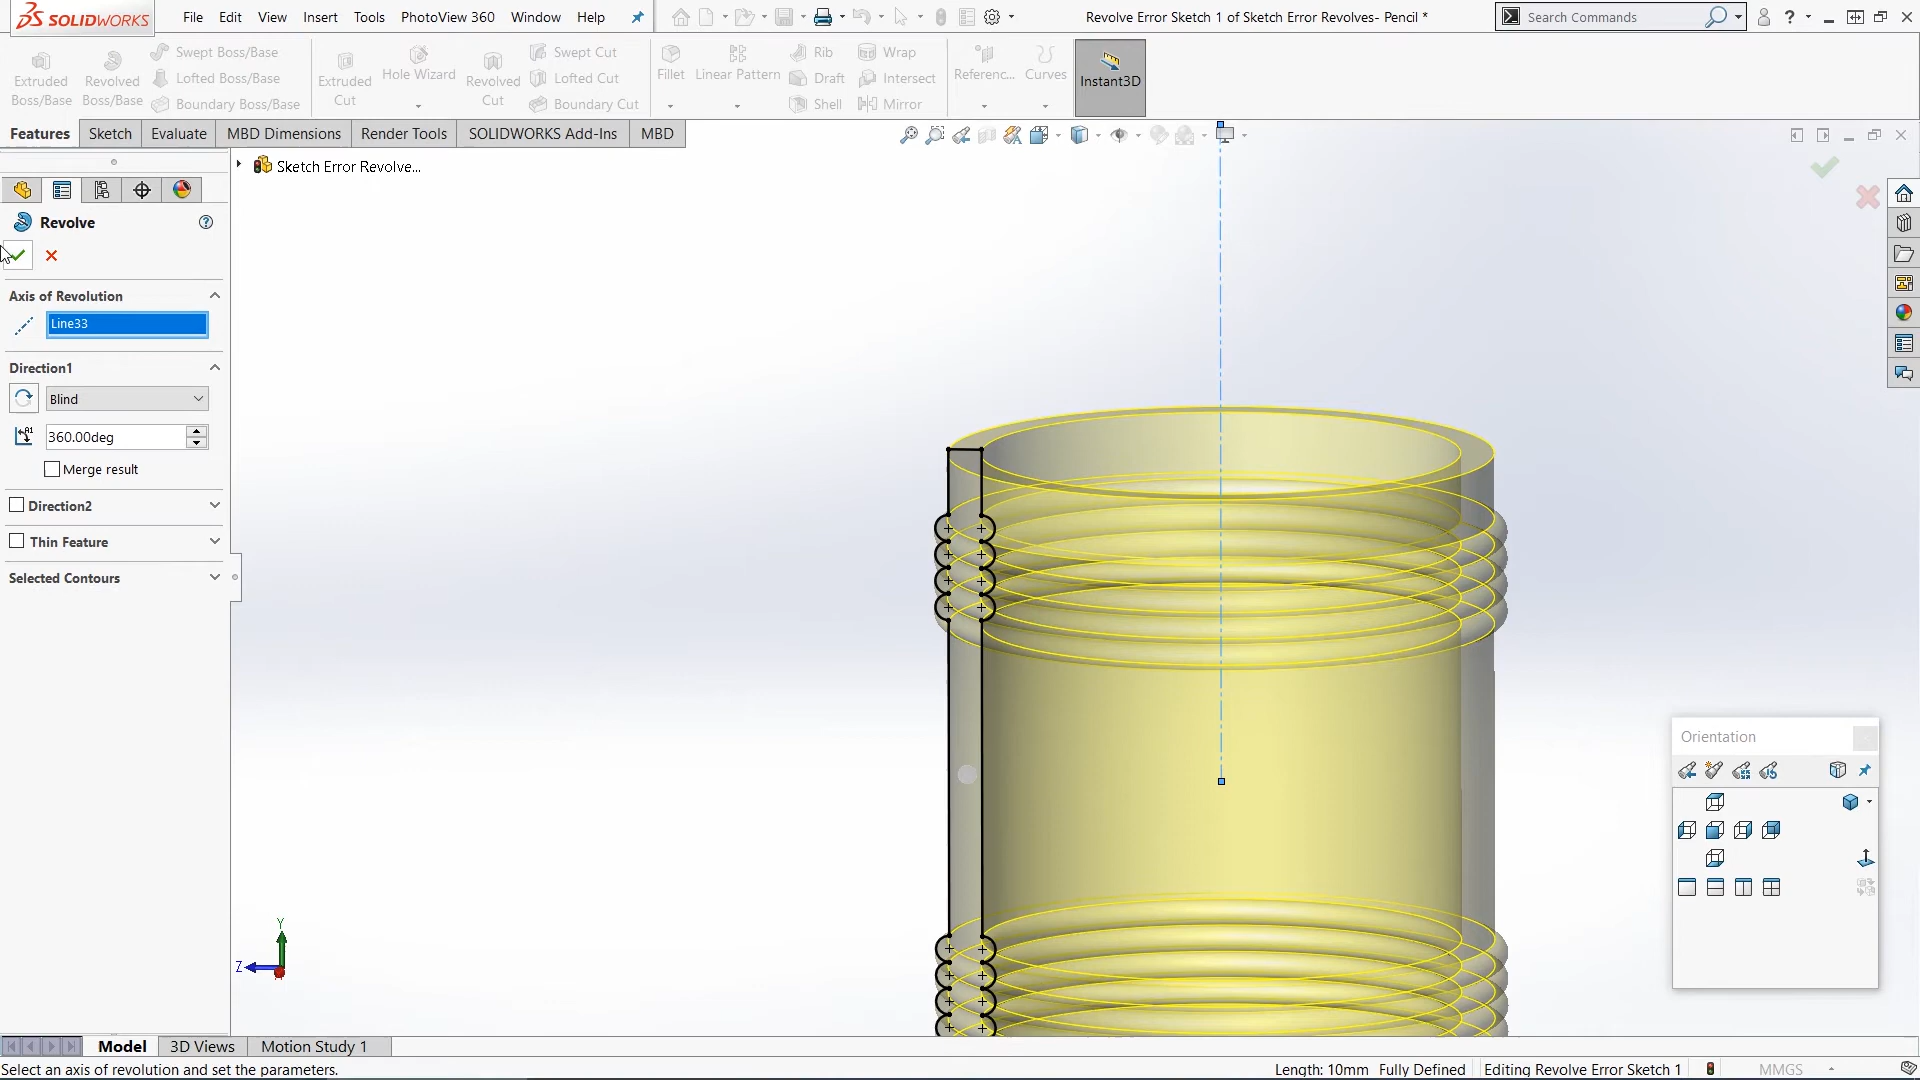 SOLIDWORKS File Edit View Insert Tools PhotoView 360 Window Help Revolve Error Sketch 1 of Sketch Error Revolves- Pencil * Search Commands ?
Extruded Boss/Base
Revolved Boss/Base
Swept Boss/Base
Lofted Boss/Base
Boundary Boss/Base
Extruded Cut
Hole Wizard
Revolved Cut
Swept Cut
Lofted Cut
Boundary Cut
Fillet
Linear Pattern
Rib
Draft
Shell
Wrap
Intersect
Mirror
Referenc...
Curves
Instant3D
Features Sketch Evaluate MBD Dimensions Render Tools SOLIDWORKS Add-Ins MBD
Sketch Error Revolve...
Revolve ?
Axis of Revolution
Line33
Direction1
Blind
360.00deg
Merge result
Direction2
Thin Feature
Selected Contours
Orientation
Y
Z
Model 3D Views Motion Study 1
Select an axis of revolution and set the parameters. Length: 10mm Fully Defined Editing Revolve Error Sketch 1 MMGS